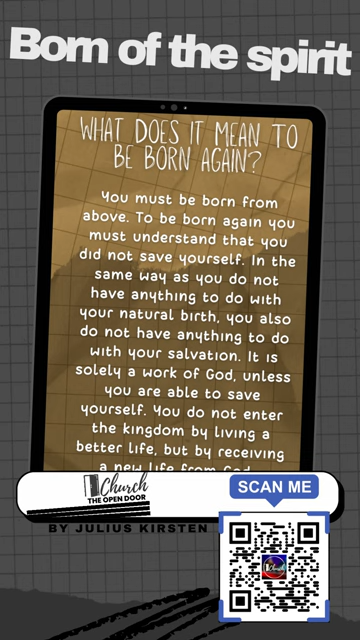 Born of the spirit
WHAT DOES IT MEAN TO
BE BORN AGAIN?
You must be born from
above. To be born again you
must understand that you
did not save yourself. In the
same way as you do not
have anything to do with
your natural birth, you also
do not have anything to do
with your salvation. It is
solely a work of God, unless
you are able to save
yourself. You do not enter
the kingdom by living a
better life, but by receiving
a new life from God
Church
THE OPEN DOOR
SCAN ME
BY JULIUS KIRSTEN